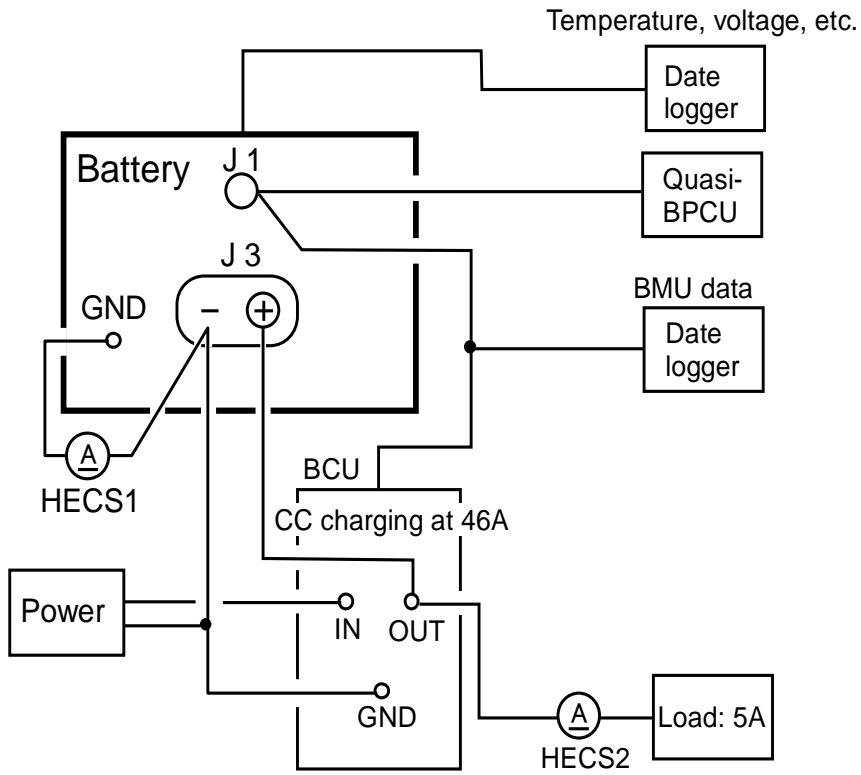 Temperature, voltage, etc.
Date
logger
Battery
J 1
Quasi-
BPCU
J 3
GND
− +
BMU data
Date
logger
A
HECS1
BCU
CC charging at 46A
Power
IN
OUT
GND
A
Load: 5A
HECS2